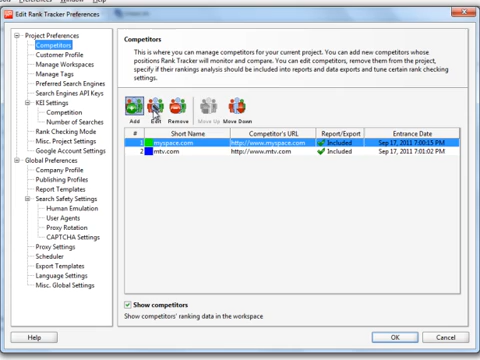 Window Help
Edit Rank Tracker Preferences
Project Preferences
Competitors
Customer Profile
Manage Workspaces
Manage Tags
Preferred Search Engines
Search Engines API Keys
KEI Settings
Competition
Number of Searches
Rank Checking Mode
Misc. Project Settings
Google Account Settings
Global Preferences
Company Profile
Publishing Profiles
Report Templates
Search Safety Settings
Human Emulation
User Agents
Proxy Rotation
CAPTCHA Settings
Proxy Settings
Scheduler
Export Templates
Language Settings
Misc. Global Settings
Competitors
This is where you can manage competitors for your current project. You can add new competitors whose
positions Rank Tracker will monitor and compare. You can edit competitors, remove them from the project,
specify if their rankings analysis should be included into reports and data exports and tune certain rank checking
settings.
Add Edit Remove Move Up Move Down
# Short Name Competitor's URL Report/Export Entrance Date
1 myspace.com http://www.myspace.com Included Sep 17, 2011 7:00:15 PM
2 mtv.com http://www.mtv.com Included Sep 17, 2011 7:01:02 PM
Show competitors
Show competitors' ranking data in the workspace
Help OK Cancel